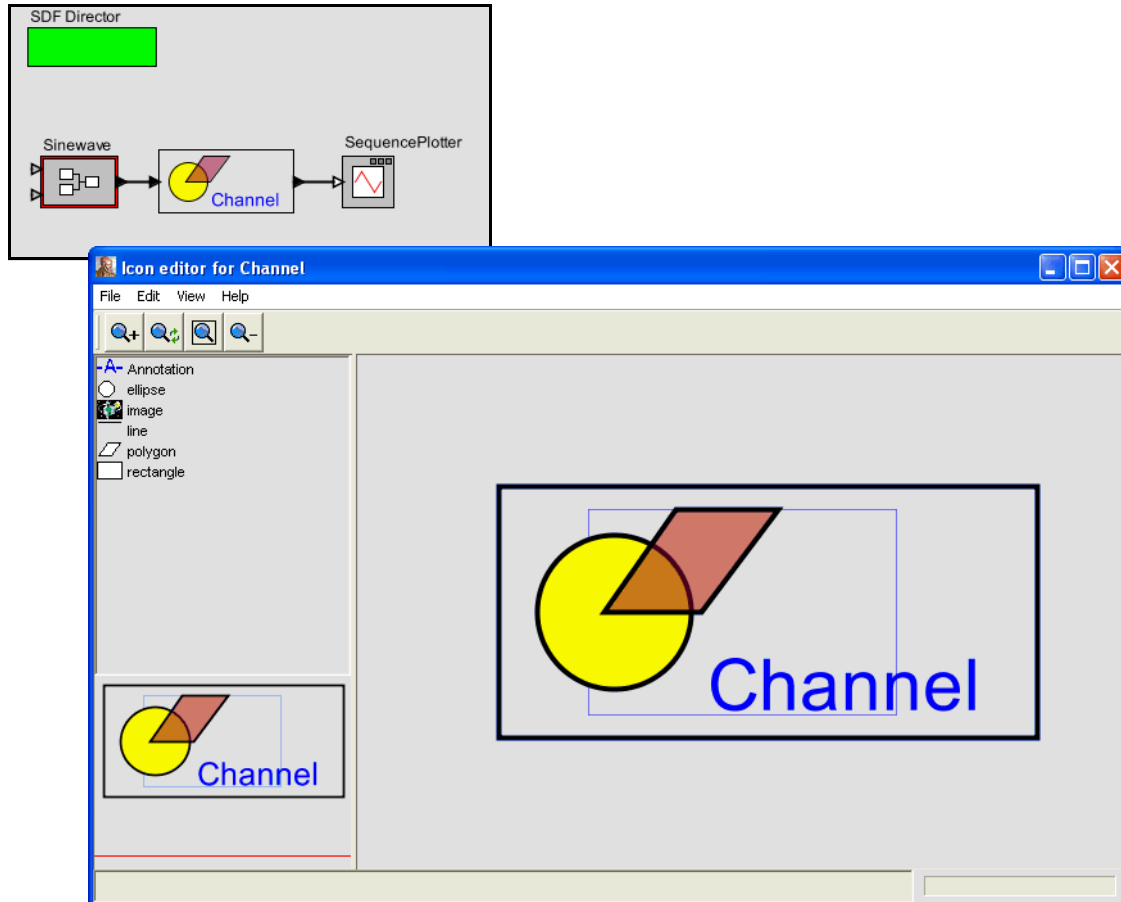 SDF Director
Sinewave
SequencePlotter
Channel
Icon editor for Channel
File Edit View Help
-A- Annotation
ellipse
image
line
polygon
rectangle
Channel
Channel